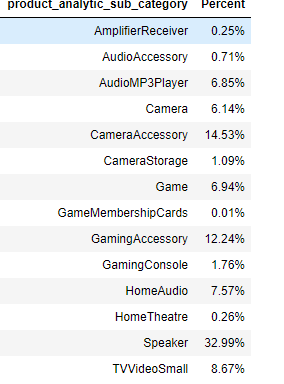 product_analytic_sub_category Percent
AmplifierReceiver 0.25%
AudioAccessory 0.71%
AudioMP3Player 6.85%
Camera 6.14%
CameraAccessory 14.53%
CameraStorage 1.09%
Game 6.94%
GameMembershipCards 0.01%
GamingAccessory 12.24%
GamingConsole 1.76%
HomeAudio 7.57%
HomeTheatre 0.26%
Speaker 32.99%
TVVideoSmall 8.67%